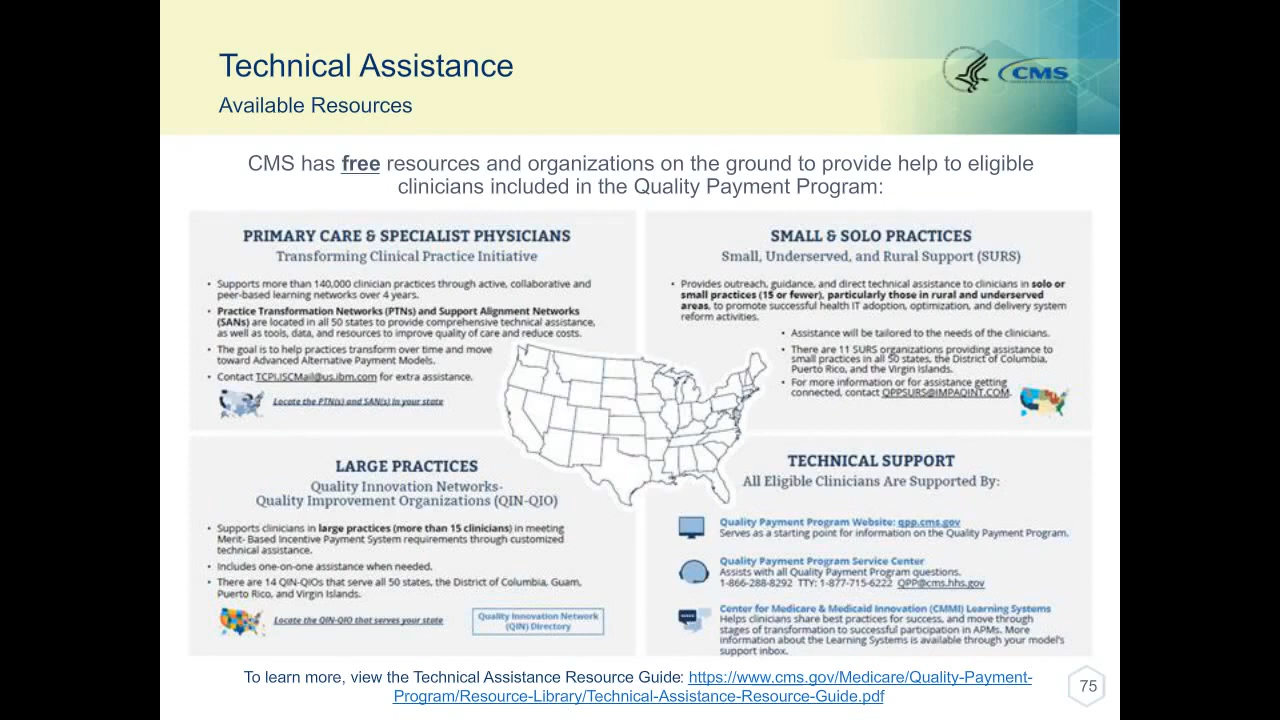 Technical Assistance
Available Resources
CMS
CMS has free resources and organizations on the ground to provide help to eligible
clinicians included in the Quality Payment Program:
PRIMARY CARE & SPECIALIST PHYSICIANS
Transforming Clinical Practice Initiative
• Supports more than 140,000 clinician practices through active, collaborative and
peer-based learning networks over 4 years.
• Practice Transformation Networks (PTNs) and Support Alignment Networks
(SANs) are located in all 50 states to provide comprehensive technical assistance,
as well as tools, data, and resources to improve quality of care and reduce costs.
• The goal is to help practices transform over time and move
toward Advanced Alternative Payment Models.
• Contact TCPI.ISCMail@us.ibm.com for extra assistance.
Locate the PTN(s) and SAN(s) in your state
SMALL & SOLO PRACTICES
Small, Underserved, and Rural Support (SURS)
• Provides outreach, guidance, and direct technical assistance to clinicians in solo or
small practices (15 or fewer), particularly those in rural and underserved
areas, to promote successful health IT adoption, optimization, and delivery system
reform activities.
• Assistance will be tailored to the needs of the clinicians.
• There are 11 SURS organizations providing assistance to
small practices in all 50 states, the District of Columbia,
Puerto Rico, and the Virgin Islands.
• For more information or for assistance getting
connected, contact QPPSURS@IMPAQINT.COM.
LARGE PRACTICES
Quality Innovation Networks-
Quality Improvement Organizations (QIN-QIO)
• Supports clinicians in large practices (more than 15 clinicians) in meeting
Merit- Based Incentive Payment System requirements through customized
technical assistance.
• Includes one-on-one assistance when needed.
• There are 14 QIN-QIOs that serve all 50 states, the District of Columbia, Guam,
Puerto Rico, and Virgin Islands.
Locate the QIN-QIO that serves your state
Quality Innovation Network
(QIN) Directory
TECHNICAL SUPPORT
All Eligible Clinicians Are Supported By:
Quality Payment Program Website: qpp.cms.gov
Serves as a starting point for information on the Quality Payment Program.
Quality Payment Program Service Center
Assists with all Quality Payment Program questions.
1-866-288-8292 TTY: 1-877-715-6222 QPP@cms.hhs.gov
Center for Medicare & Medicaid Innovation (CMMI) Learning Systems
Helps clinicians share best practices for success, and move through
stages of transformation to successful participation in APMs. More
information about the Learning Systems is available through your model's
support inbox.
To learn more, view the Technical Assistance Resource Guide: https://www.cms.gov/Medicare/Quality-Payment-
Program/Resource-Library/Technical-Assistance-Resource-Guide.pdf
75